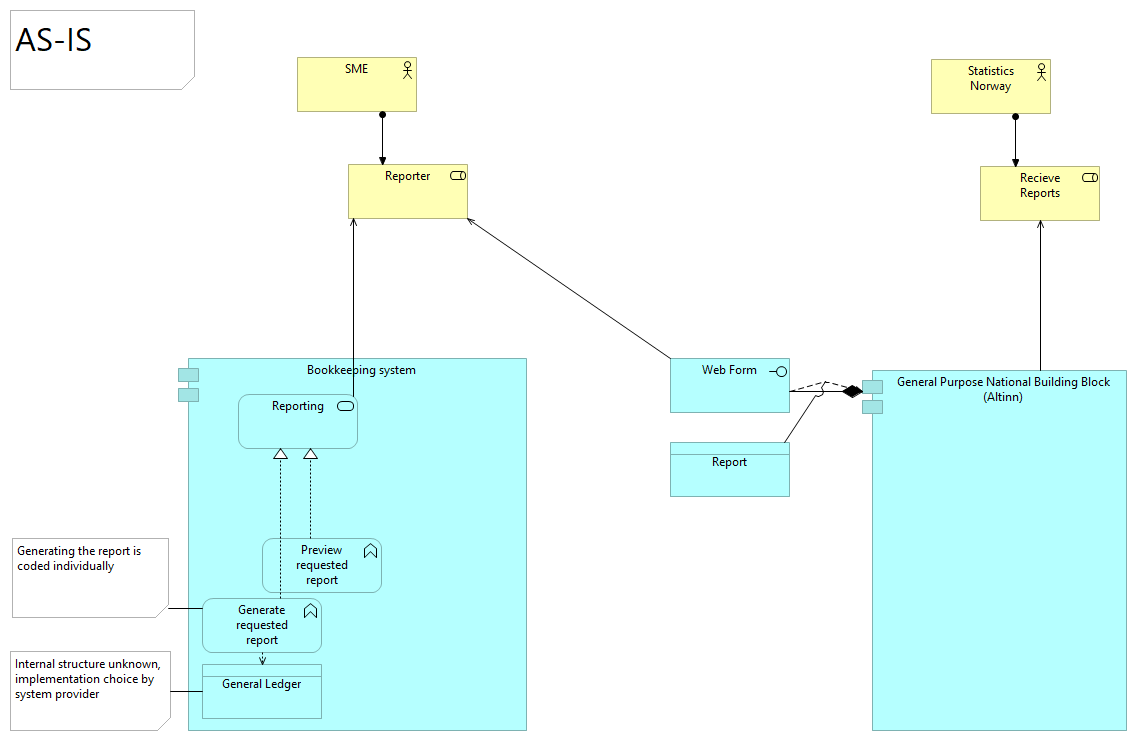 AS-IS
SME
Statistics
Norway
Reporter
Recieve
Reports
Bookkeeping system
Reporting
Web Form
General Purpose National Building Block
(Altinn)
Report
Preview
requested
report
Generating the report is
coded individually
Generate
requested
report
Internal structure unknown,
implementation choice by
system provider
General Ledger